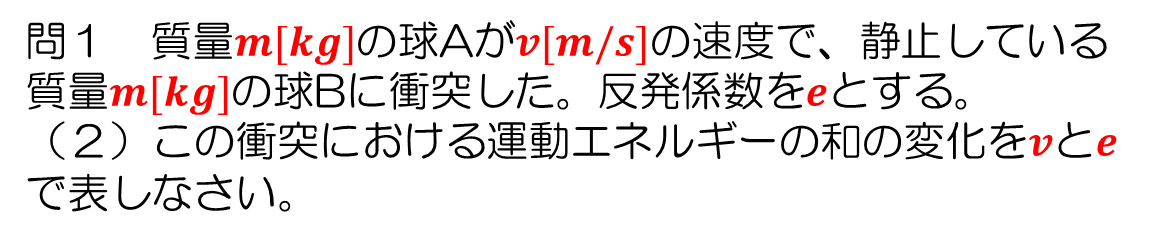 問１　質量m[kg]の球Aがv[m/s]の速度で、静止している
質量m[kg]の球Bに衝突した。反発係数をeとする。
（２）この衝突における運動エネルギーの和の変化をvとe
で表しなさい。